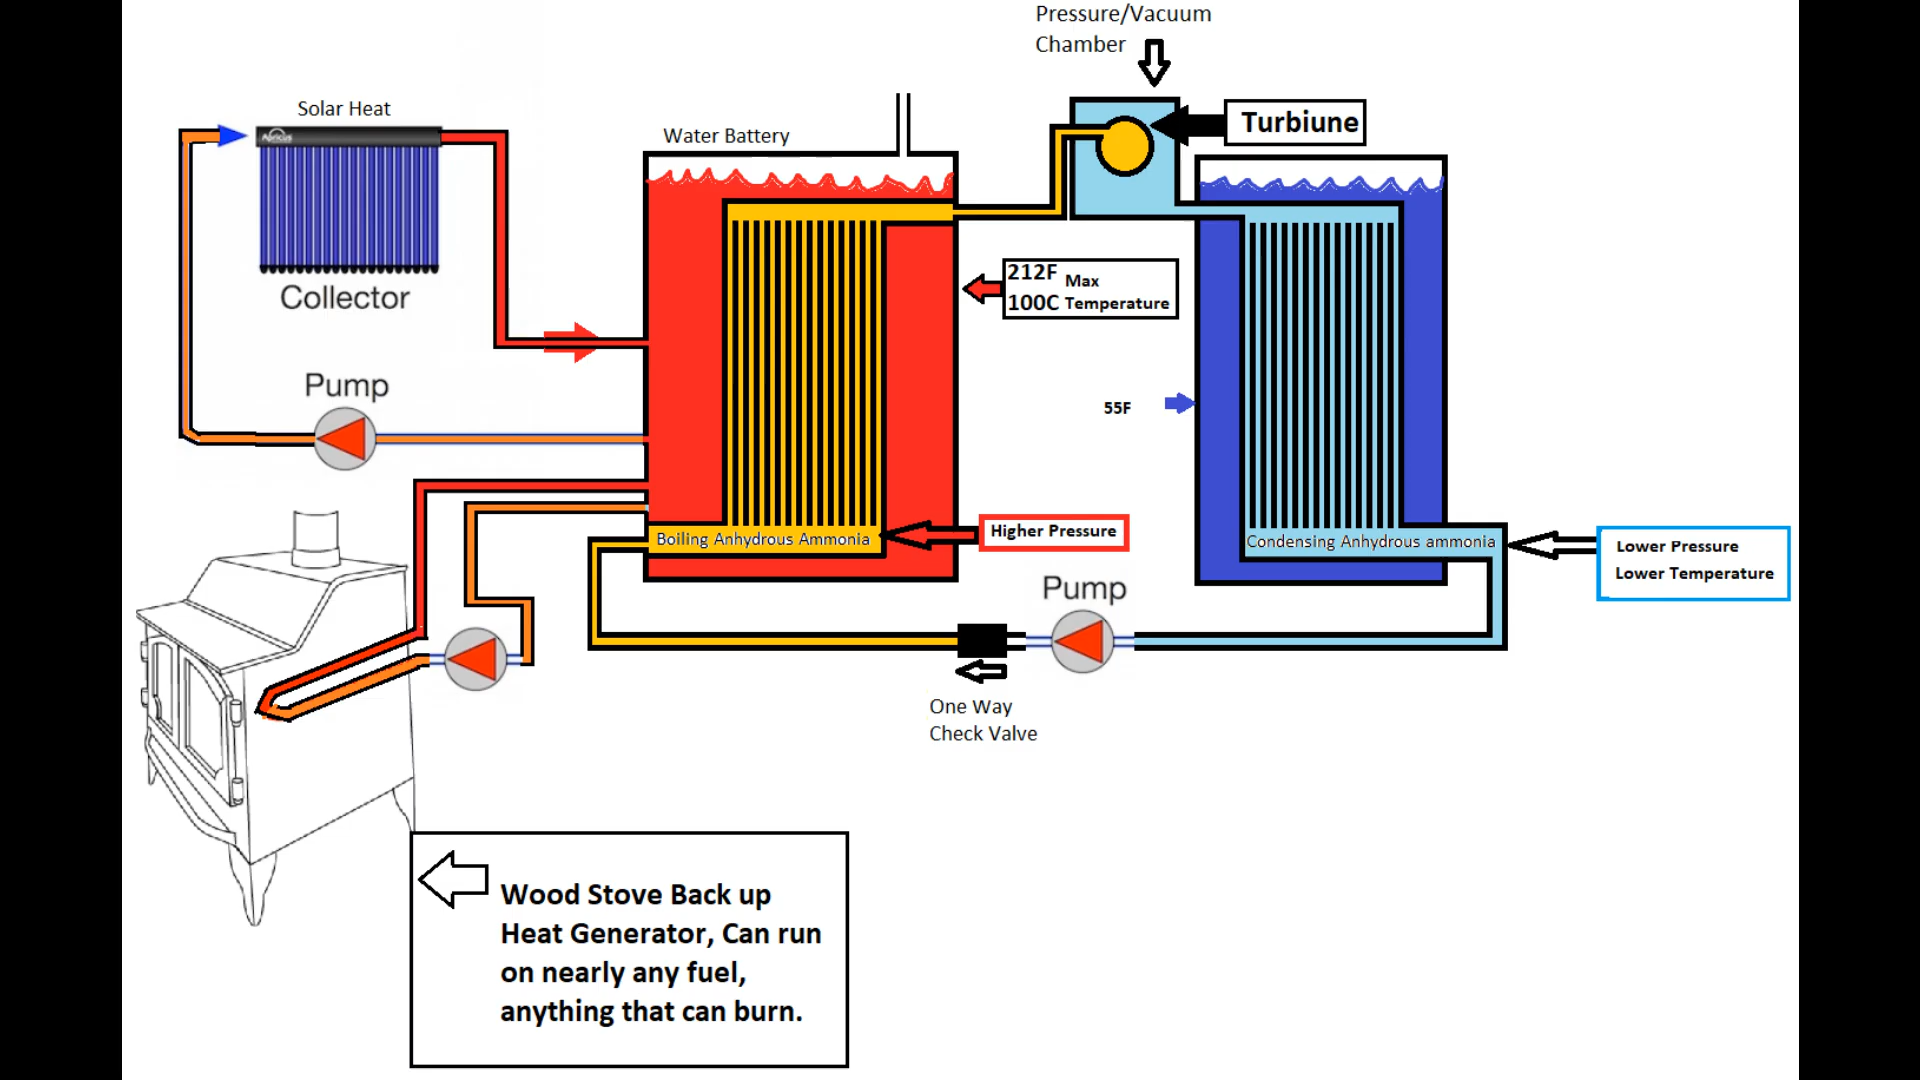 Pressure/Vacuum
Chamber
Solar Heat
Apricus
Water Battery
Turbiune
Collector
212F Max
100C Temperature
Pump
55F
Boiling Anhydrous Ammonia
Higher Pressure
Condensing Anhydrous ammonia
Lower Pressure
Lower Temperature
Pump
One Way
Check Valve
Wood Stove Back up
Heat Generator, Can run
on nearly any fuel,
anything that can burn.